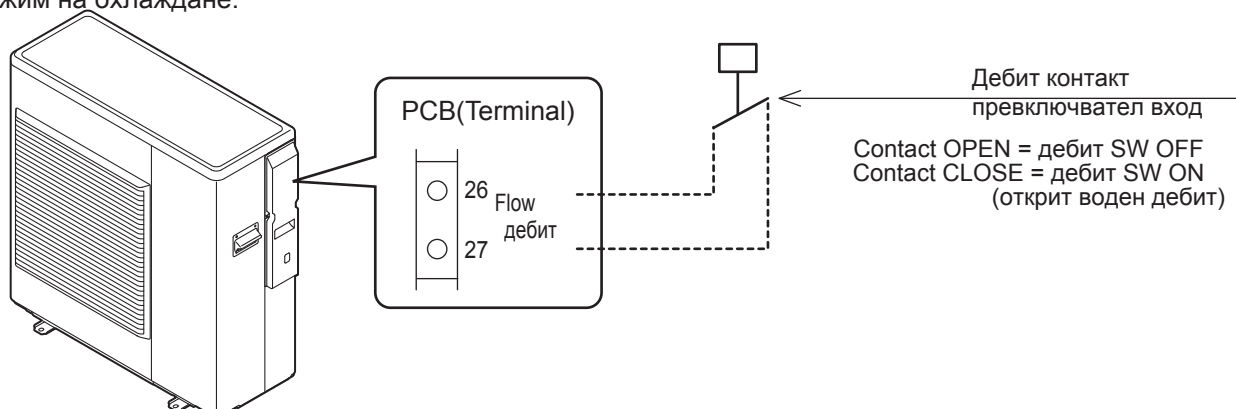 жим на охлаждане.
PCB(Terminal)
26
Flow
дебит
27
Дебит контакт
превключвател вход
Contact OPEN = дебит SW OFF
Contact CLOSE = дебит SW ON
(открит воден дебит)